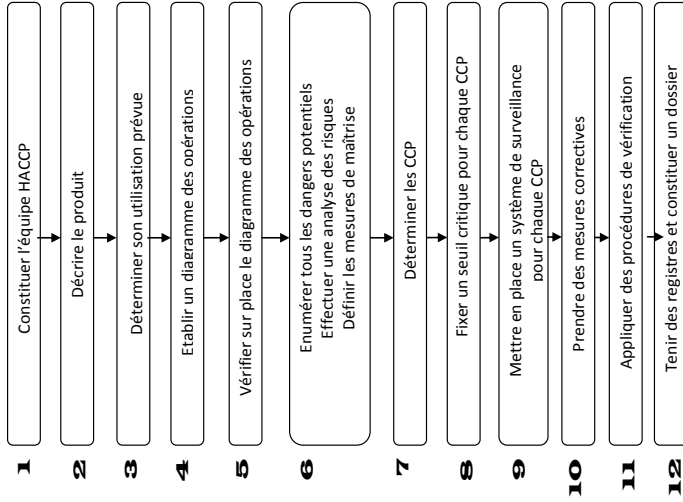 1 Constituer l'équipe HACCP
2 Décrire le produit
3 Déterminer son utilisation prévue
4 Etablir un diagramme des opérations
5 Vérifier sur place le diagramme des opérations
6 Enumérer tous les dangers potentiels
Effectuer une analyse des risques
Définir les mesures de maîtrise
7 Déterminer les CCP
8 Fixer un seuil critique pour chaque CCP
9 Mettre en place un système de surveillance
pour chaque CCP
10 Prendre des mesures correctives
11 Appliquer des procédures de vérification
12 Tenir des registres et constituer un dossier